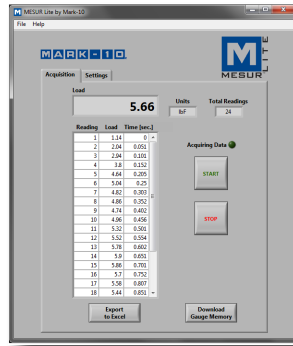 MESUR Lite by Mark-10
File Help
MARK-10
M
MESUR
LITE
Acquisition Settings
Load
5.66
Units
lbF
Total Readings
24
Reading Load Time [sec.]
1 1.14 0
2 2.04 0.051
3 2.94 0.101
4 3.8 0.152
5 4.64 0.205
6 5.04 0.25
7 4.82 0.303
8 4.86 0.352
9 4.74 0.402
10 4.96 0.456
11 5.32 0.501
12 5.52 0.554
13 5.78 0.602
14 5.9 0.651
15 5.86 0.701
16 5.7 0.752
17 5.58 0.807
18 5.44 0.851
Acquiring Data
START
STOP
Export
to Excel
Download
Gauge Memory